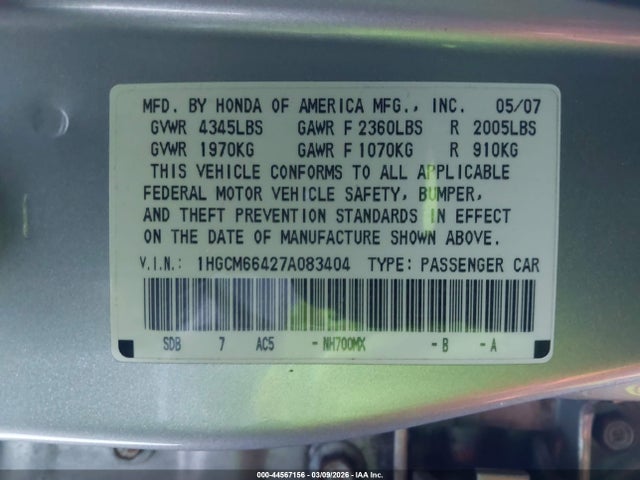 MFD. BY HONDA OF AMERICA MFG., INC. 05/07
GVWR 4345LBS GAWR F 2360LBS R 2005LBS
GVWR 1970KG GAWR F 1070KG R 910KG
THIS VEHICLE CONFORMS TO ALL APPLICABLE
FEDERAL MOTOR VEHICLE SAFETY, BUMPER,
AND THEFT PREVENTION STANDARDS IN EFFECT
ON THE DATE OF MANUFACTURE SHOWN ABOVE.
V.I.N.: 1HGCM66427A083404 TYPE: PASSENGER CAR
SDB 7 AC5 - NH700MX - B - A
000-44567156 - 03/09/2026 - IAA Inc.